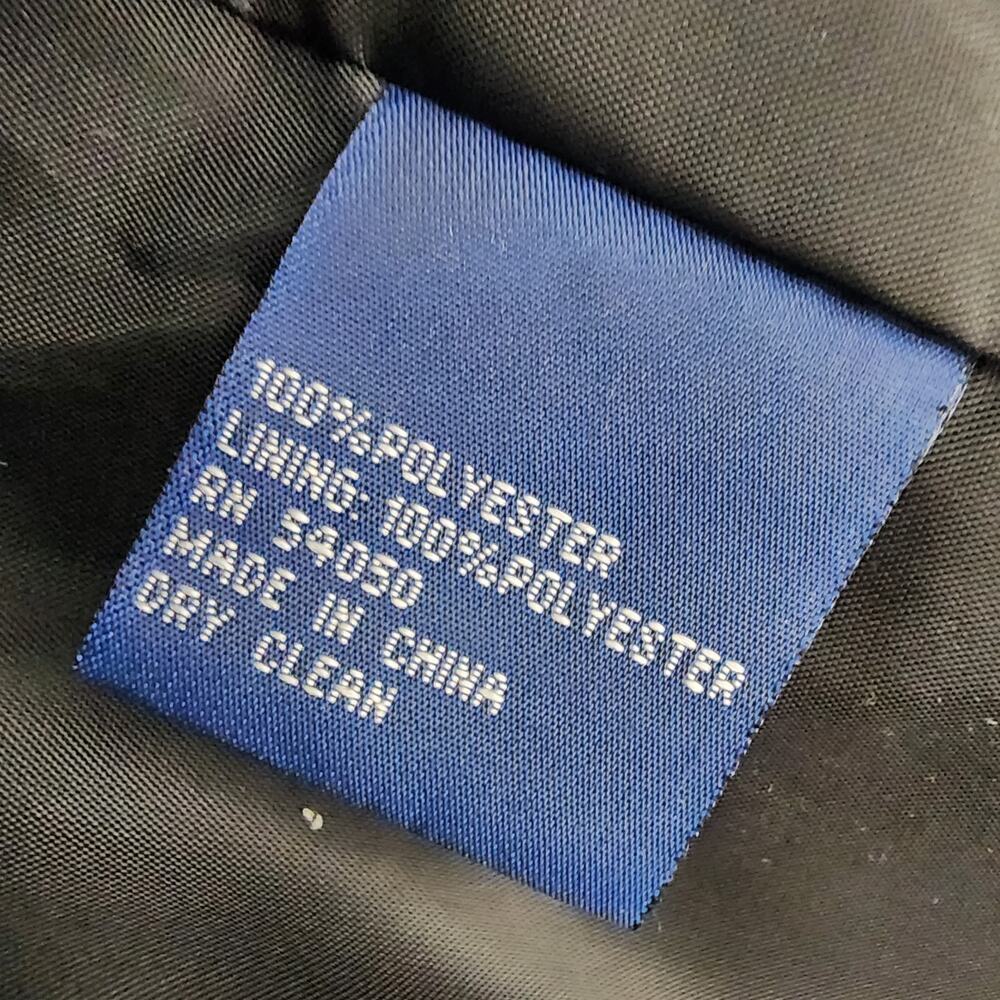 100%POLYESTER
LINING: 100%POLYESTER
RN 54050
MADE IN CHINA
DRY CLEAN